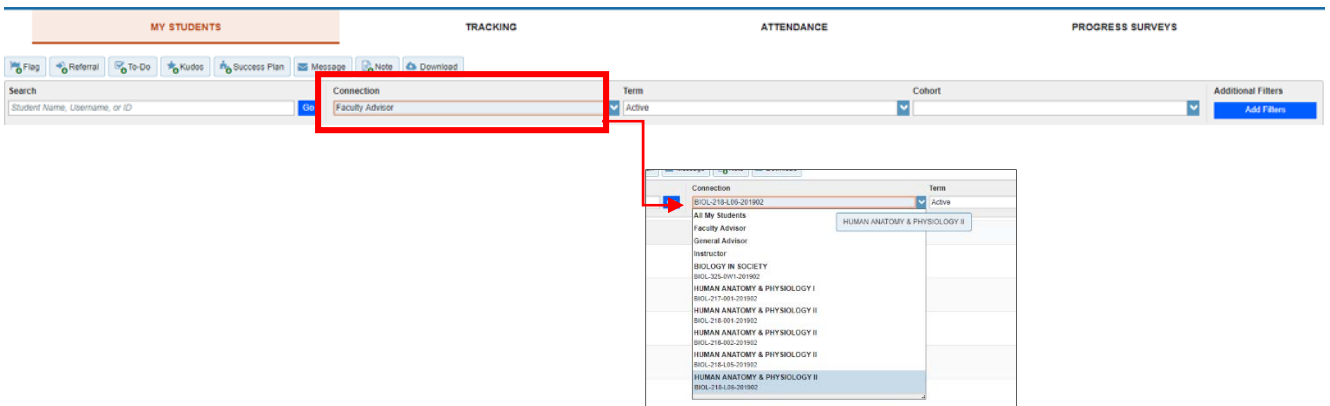 MY STUDENTS TRACKING ATTENDANCE PROGRESS SURVEYS
Flag Referral To-Do Kudos Success Plan Message Note Download
Search Connection Term Cohort Additional Filters
Student Name, Username, or ID Go Faculty Advisor Active Add Filters
Connection Term
BIOL-218-L06-201902 Active
All My Students
HUMAN ANATOMY & PHYSIOLOGY II
Faculty Advisor
General Advisor
Instructor
BIOLOGY IN SOCIETY
BIOL-325-0W1-201902
HUMAN ANATOMY & PHYSIOLOGY I
BIOL-217-001-201902
HUMAN ANATOMY & PHYSIOLOGY II
BIOL-218-001-201902
HUMAN ANATOMY & PHYSIOLOGY II
BIOL-218-002-201902
HUMAN ANATOMY & PHYSIOLOGY II
BIOL-218-L05-201902
HUMAN ANATOMY & PHYSIOLOGY II
BIOL-218-L06-201902